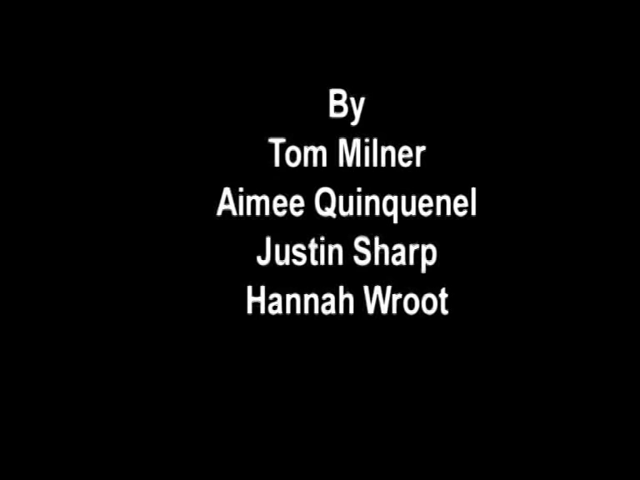 By
Tom Milner
Aimee Quinquenel
Justin Sharp
Hannah Wroot